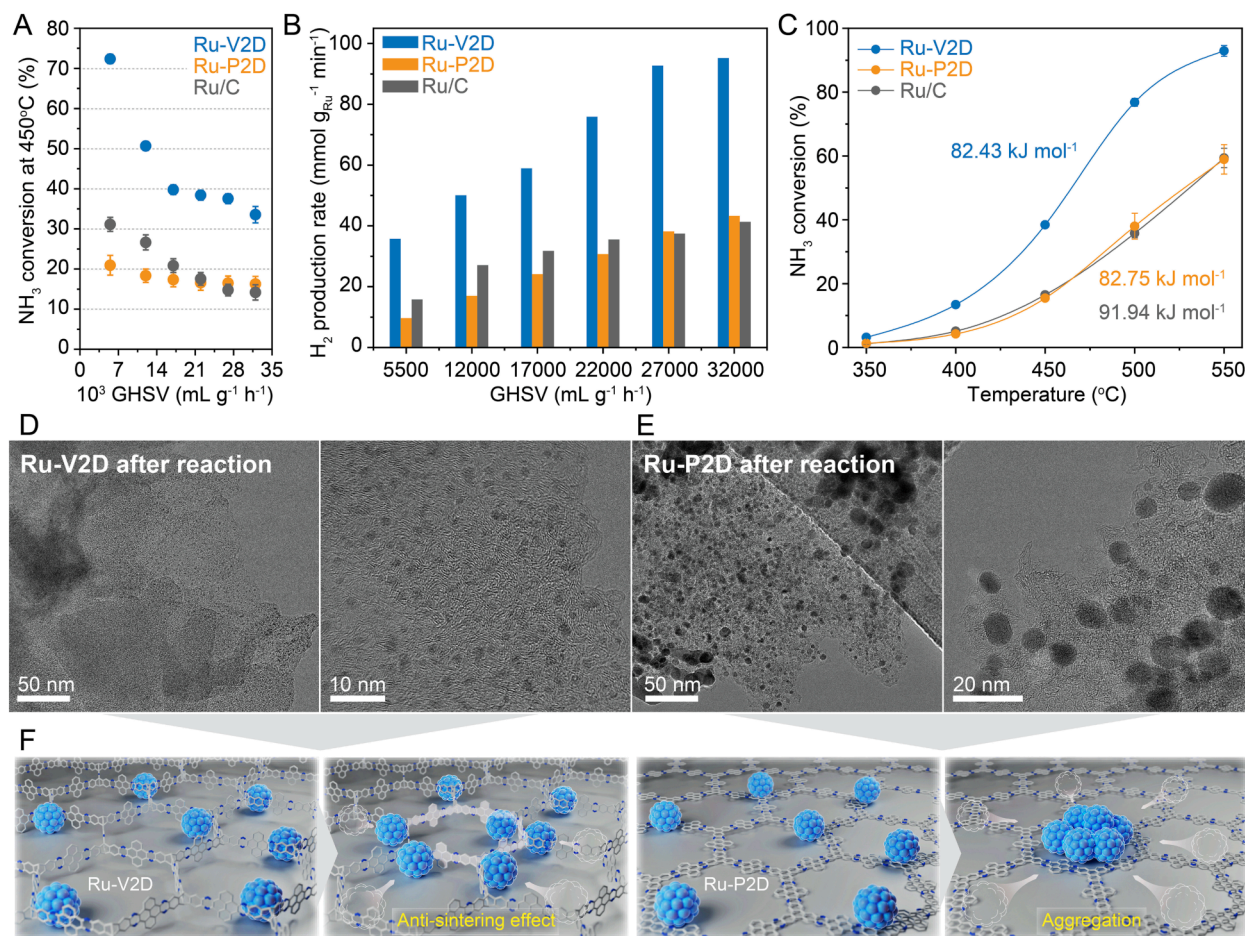 A
NH₃ conversion at 450°C (%)
80
70
60
50
40
30
20
10
0
Ru-V2D
Ru-P2D
Ru/C
0 7 14 21 28 35
10³ GHSV (mL g⁻¹ h⁻¹)
B
H₂ production rate (mmol g_Ru⁻¹ min⁻¹)
100
80
60
40
20
0
Ru-V2D
Ru-P2D
Ru/C
5500 12000 17000 22000 27000 32000
GHSV (mL g⁻¹ h⁻¹)
C
NH₃ conversion (%)
100
80
60
40
20
0
Ru-V2D
Ru-P2D
Ru/C
82.43 kJ mol⁻¹
82.75 kJ mol⁻¹
91.94 kJ mol⁻¹
350 400 450 500 550
Temperature (°C)
D
Ru-V2D after reaction
50 nm
10 nm
E
Ru-P2D after reaction
50 nm
20 nm
F
Ru-V2D
Anti-sintering effect
Ru-P2D
Aggregation